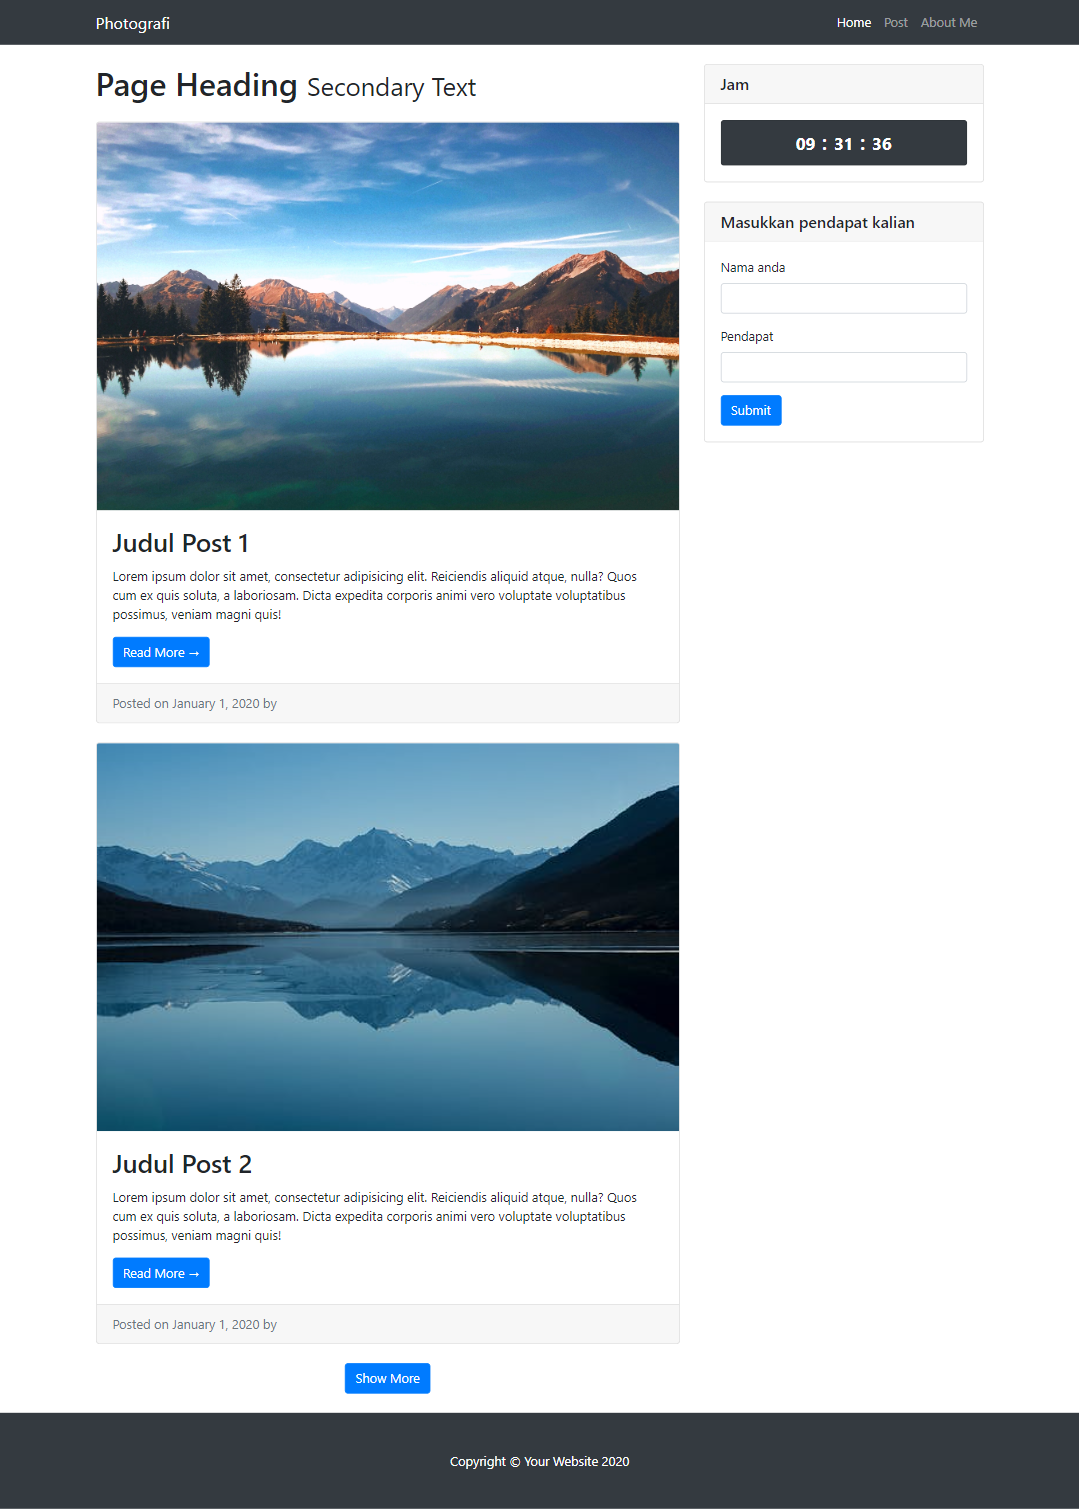 Photografi
Home Post About Me
Page Heading Secondary Text
Judul Post 1
Lorem ipsum dolor sit amet, consectetur adipisicing elit. Reiciendis aliquid atque, nulla? Quos
cum ex quis soluta, a laboriosam. Dicta expedita corporis animi vero voluptate voluptatibus
possimus, veniam magni quis!
Read More →
Posted on January 1, 2020 by
Judul Post 2
Lorem ipsum dolor sit amet, consectetur adipisicing elit. Reiciendis aliquid atque, nulla? Quos
cum ex quis soluta, a laboriosam. Dicta expedita corporis animi vero voluptate voluptatibus
possimus, veniam magni quis!
Read More →
Posted on January 1, 2020 by
Show More
Jam
09 : 31 : 36
Masukkan pendapat kalian
Nama anda
Pendapat
Submit
Copyright © Your Website 2020